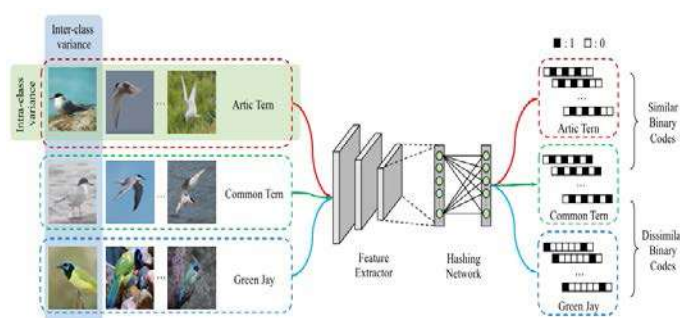 Inter-class
variance
Intra-class
variance
Artic Tern
...
Common Tern
...
Green Jay
...
Feature
Extractor
Hashing
Network
: 1 : 0
...
Artic Tern
...
Common Tern
...
Green Jay
Similar
Binary
Codes
Dissimilar
Binary
Codes